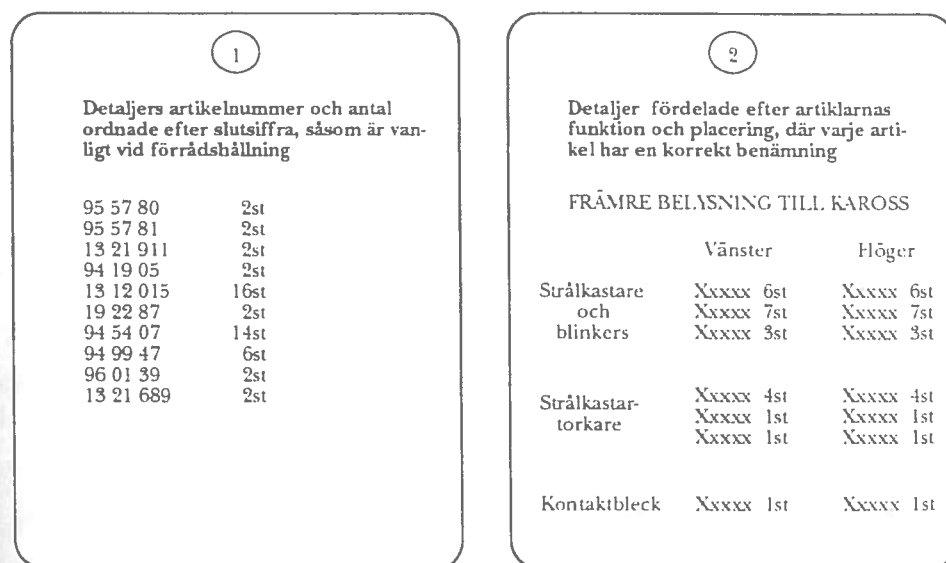 1
Detaljers artikelnummer och antal
ordnade efter slutsiffra, såsom är van-
ligt vid förrådshållning
95 57 80 2st
95 57 81 2st
13 21 911 2st
94 19 05 2st
13 12 015 16st
19 22 87 2st
94 54 07 14st
94 99 47 6st
96 01 39 2st
13 21 689 2st
2
Detaljer fördelade efter artiklarnas
funktion och placering, där varje arti-
kel har en korrekt benämning
FRÄMRE BELYSNING TILL KAROSS
Vänster Höger
Strålkastare Xxxxx 6st Xxxxx 6st
och Xxxxx 7st Xxxxx 7st
blinkers Xxxxx 3st Xxxxx 3st
Strålkastar- Xxxxx 4st Xxxxx 4st
torkare Xxxxx 1st Xxxxx 1st
Xxxxx 1st Xxxxx 1st
Kontaktbleck Xxxxx 1st Xxxxx 1st